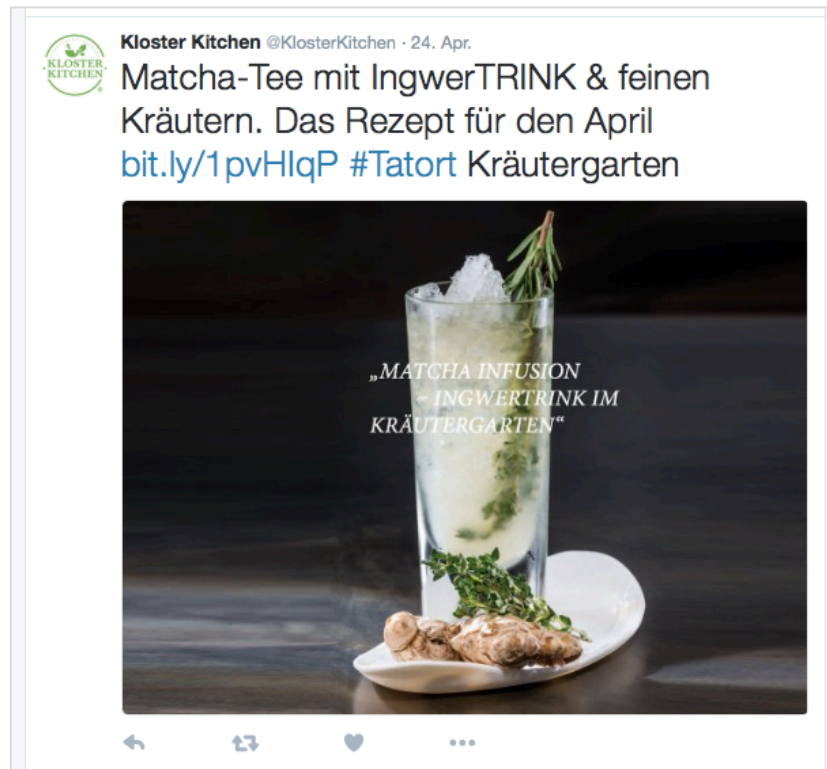 KLOSTER
KITCHEN
Kloster Kitchen @KlosterKitchen · 24. Apr.
Matcha-Tee mit IngwerTRINK & feinen
Kräutern. Das Rezept für den April
bit.ly/1pvHIqP #Tatort Kräutergarten
„MATCHA INFUSION
– INGWERTRINK IM
KRÄUTERGARTEN“